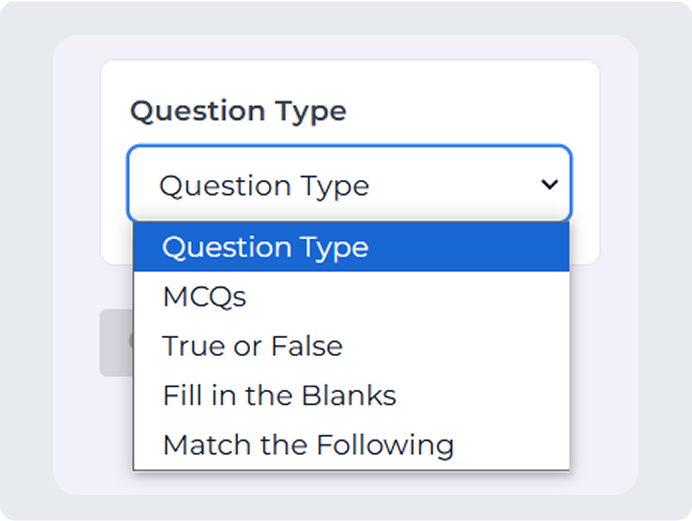 Question Type
Question Type
Question Type
MCQs
True or False
Fill in the Blanks
Match the Following